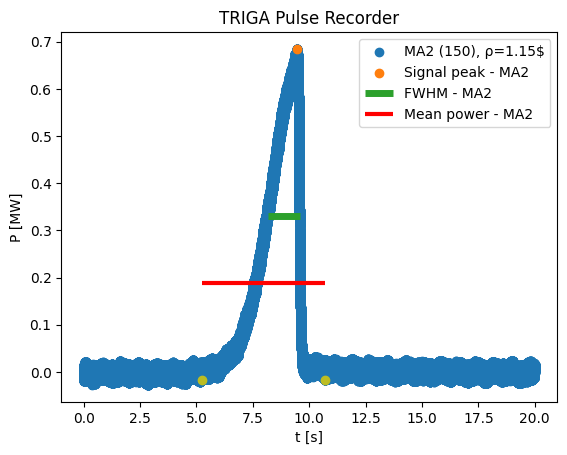 TRIGA Pulse Recorder
MA2 (150), ρ=1.15$
Signal peak - MA2
FWHM - MA2
Mean power - MA2
P [MW]
0.7
0.6
0.5
0.4
0.3
0.2
0.1
0.0
0.0 2.5 5.0 7.5 10.0 12.5 15.0 17.5 20.0
t [s]